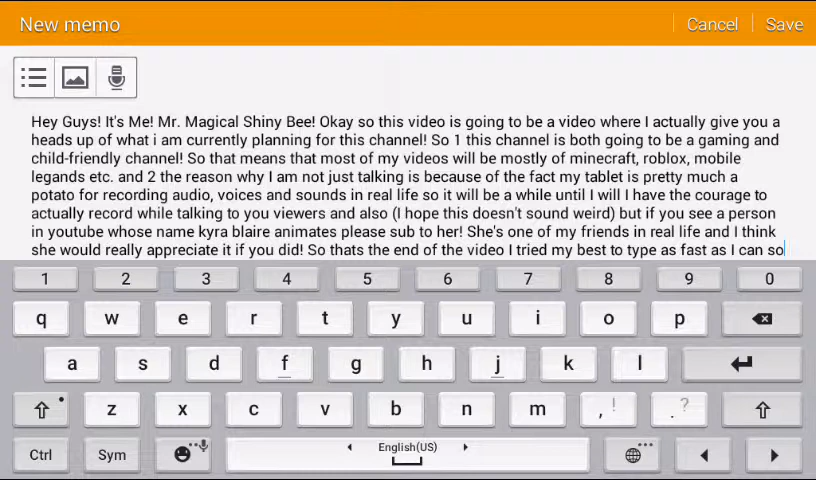 New memo
Cancel
Save
Hey Guys! It's Me! Mr. Magical Shiny Bee! Okay so this video is going to be a video where I actually give you a
heads up of what i am currently planning for this channel! So 1 this channel is both going to be a gaming and
child-friendly channel! So that means that most of my videos will be mostly of minecraft, roblox, mobile
legands etc. and 2 the reason why I am not just talking is because of the fact my tablet is pretty much a
potato for recording audio, voices and sounds in real life so it will be a while until I will I have the courage to
actually record while talking to you viewers and also (I hope this doesn't sound weird) but if you see a person
in youtube whose name kyra blaire animates please sub to her! She's one of my friends in real life and I think
she would really appreciate it if you did! So thats the end of the video I tried my best to type as fast as I can so
1 2 3 4 5 6 7 8 9 0
q w e r t y u i o p
a s d f g h j k l
z x c v b n m , ! . ?
Ctrl Sym English(US)